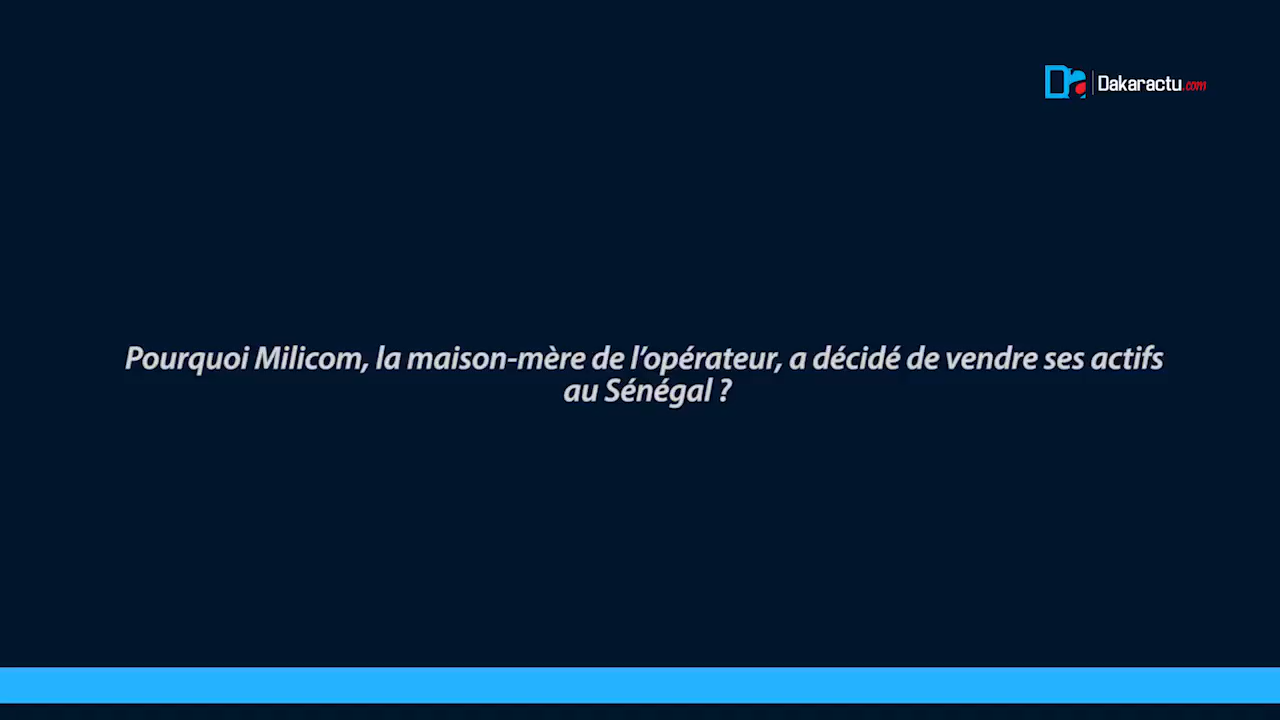 Dakaractu.com
Pourquoi Milicom, la maison-mère de l’opérateur, a décidé de vendre ses actifs
au Sénégal ?